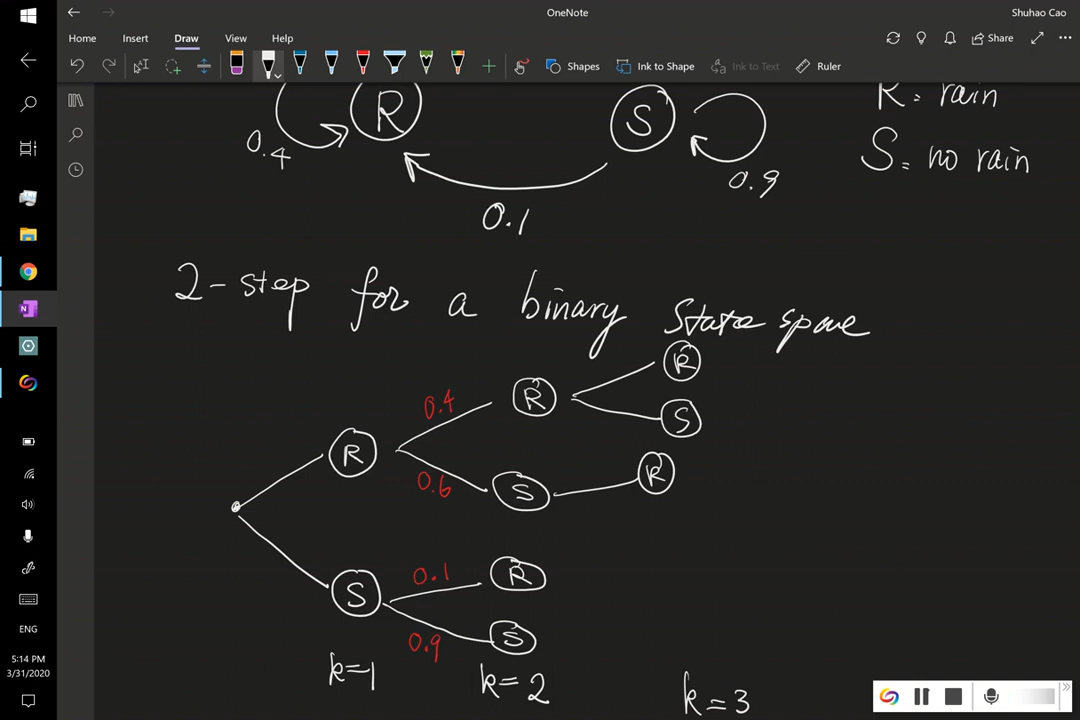 OneNote
Shuhao Cao
Home Insert Draw View Help
Share
Shapes Ink to Shape Ink to Text Ruler
R = rain
R S
0.4
S = no rain
0.9
0.1
2-step for a binary state space
R
0.4 R
S
R
R
0.6 S
0.1 R
S
0.9 S
k=1 k=2 k=3
ENG
5:14 PM
3/31/2020